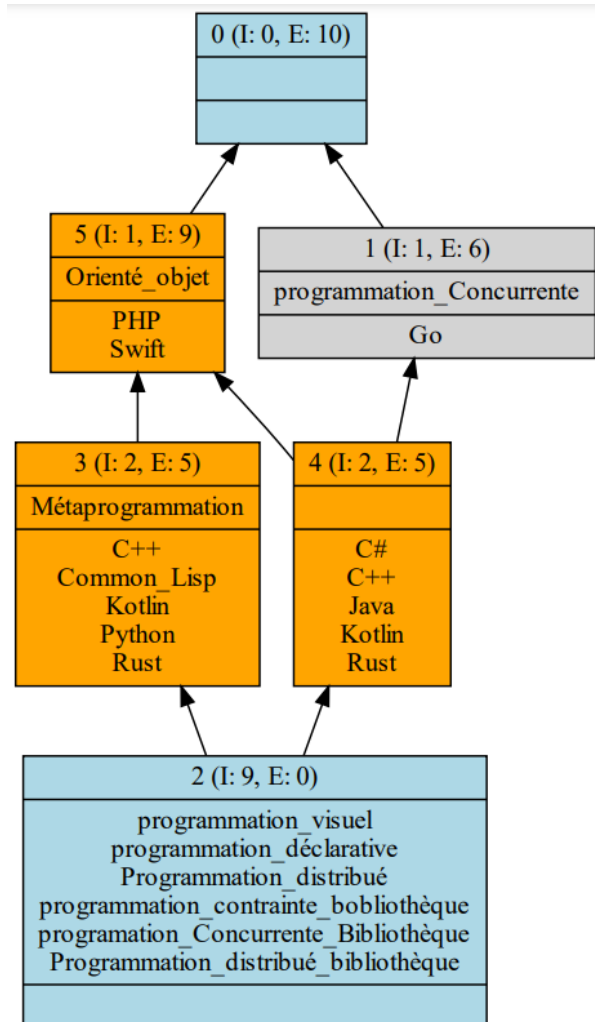 0 (I: 0, E: 10)
5 (I: 1, E: 9)
Orienté_objet
PHP
Swift
1 (I: 1, E: 6)
programmation_Concurrente
Go
3 (I: 2, E: 5)
Métaprogrammation
C++
Common_Lisp
Kotlin
Python
Rust
4 (I: 2, E: 5)
C#
C++
Java
Kotlin
Rust
2 (I: 9, E: 0)
programmation_visuel
programmation_déclarative
Programmation_distribué
programmation_contrainte_bobliothèque
programation_Concurrente_Bibliothèque
Programmation_distribué_bibliothèque